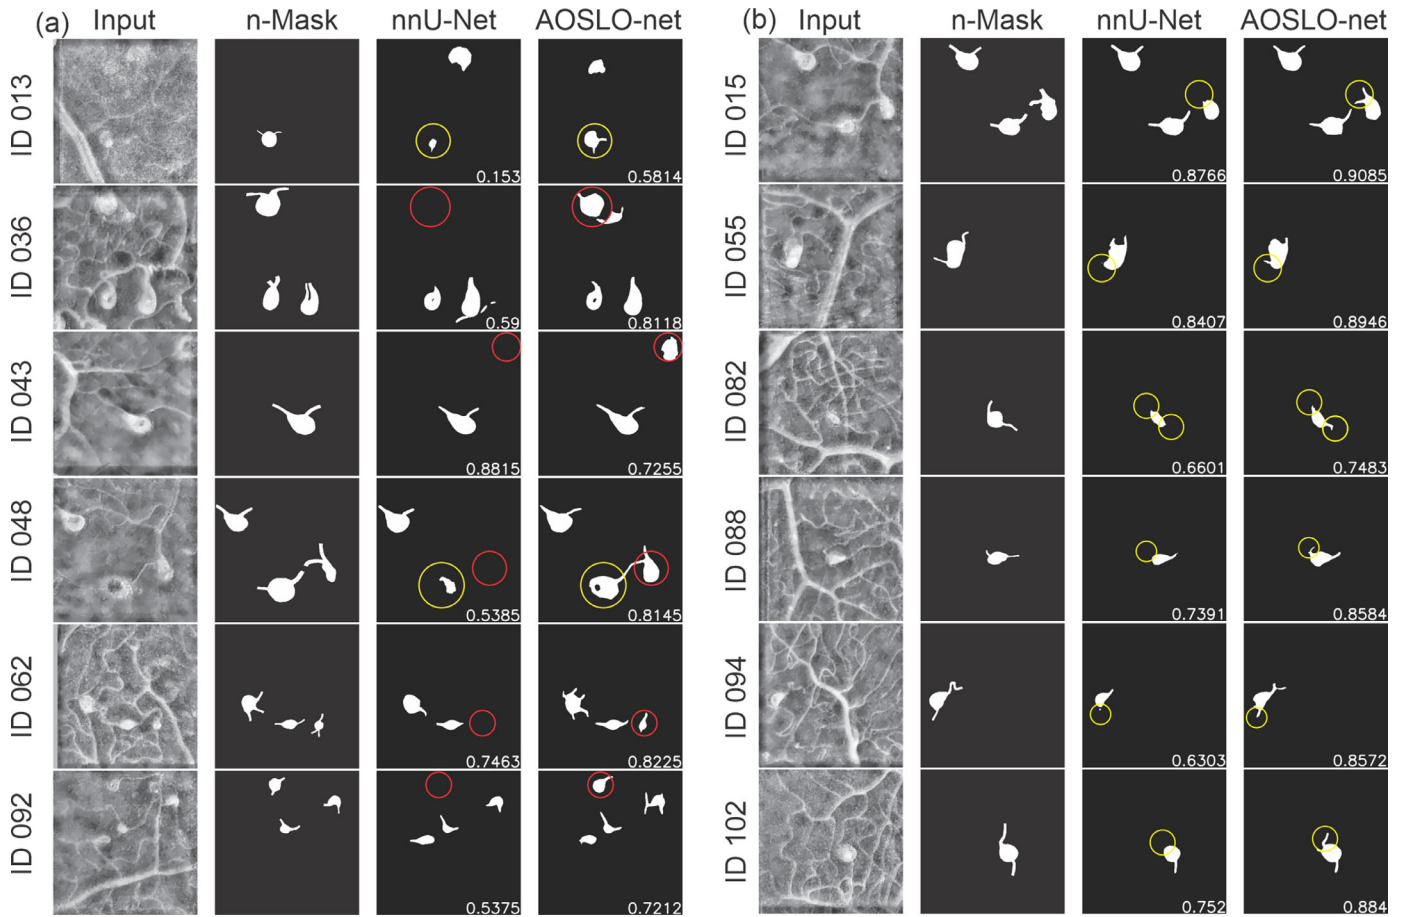 (a) Input n-Mask nnU-Net AOSLO-net
ID 013 0.153 0.5814
ID 036 0.59 0.8118
ID 043 0.8815 0.7255
ID 048 0.5385 0.8145
ID 062 0.7463 0.8225
ID 092 0.5375 0.7212
(b) Input n-Mask nnU-Net AOSLO-net
ID 015 0.8766 0.9085
ID 055 0.8407 0.8946
ID 082 0.6601 0.7483
ID 088 0.7391 0.8584
ID 094 0.6303 0.8572
ID 102 0.752 0.884